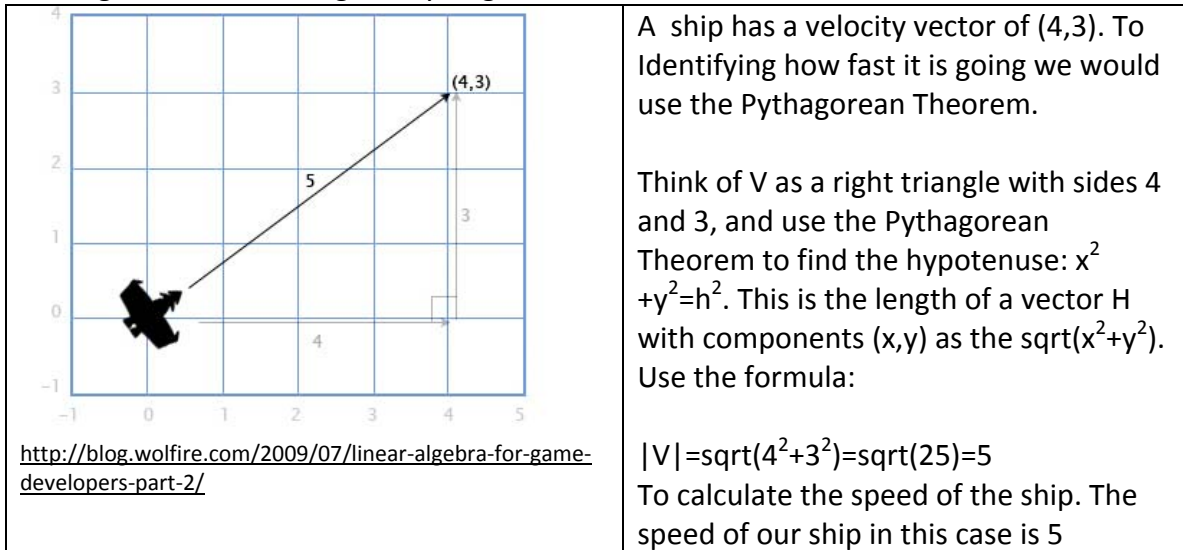 4
3
2
1
0
-1
-1
0
1
2
3
4
5
(4,3)
5
3
4
http://blog.wolfire.com/2009/07/linear-algebra-for-game-
developers-part-2/
A ship has a velocity vector of (4,3). To
Identifying how fast it is going we would
use the Pythagorean Theorem.
Think of V as a right triangle with sides 4
and 3, and use the Pythagorean
Theorem to find the hypotenuse: x²
+y²=h². This is the length of a vector H
with components (x,y) as the sqrt(x²+y²).
Use the formula:
|V|=sqrt(4²+3²)=sqrt(25)=5
To calculate the speed of the ship. The
speed of our ship in this case is 5